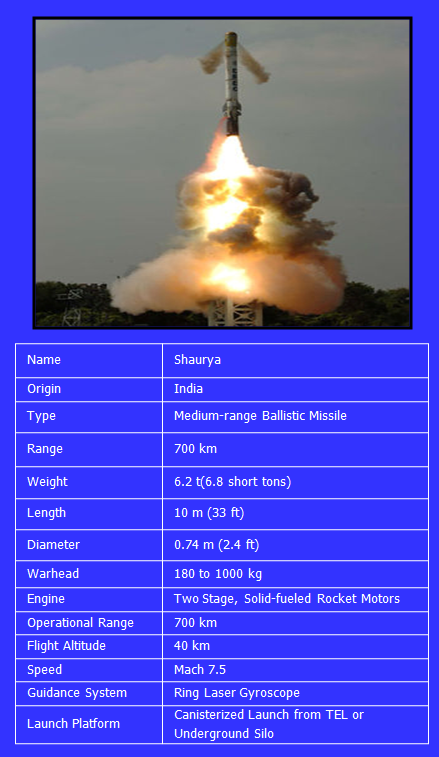 Name Shaurya
Origin India
Type Medium-range Ballistic Missile
Range 700 km
Weight 6.2 t(6.8 short tons)
Length 10 m (33 ft)
Diameter 0.74 m (2.4 ft)
Warhead 180 to 1000 kg
Engine Two Stage, Solid-fueled Rocket Motors
Operational Range 700 km
Flight Altitude 40 km
Speed Mach 7.5
Guidance System Ring Laser Gyroscope
Launch Platform Canisterized Launch from TEL or
Underground Silo